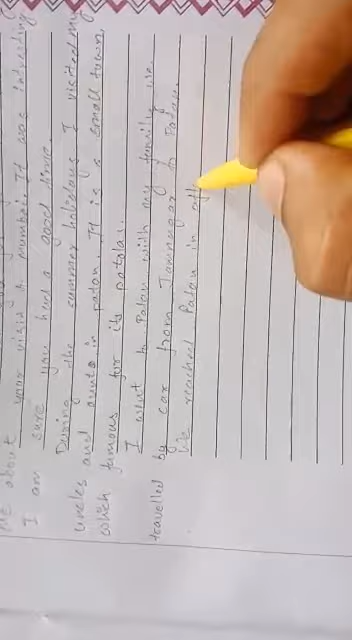 me about
your visit to mumbai. It was interesting
I am sure you had a good time.
During the summer holidays I visited my
uncles and aunts in patan. It is a small town,
which famous for its patolas.
I went to Patan with my family. We
travelled by car from Jamnagar to Patan.
We reached Patan in aft